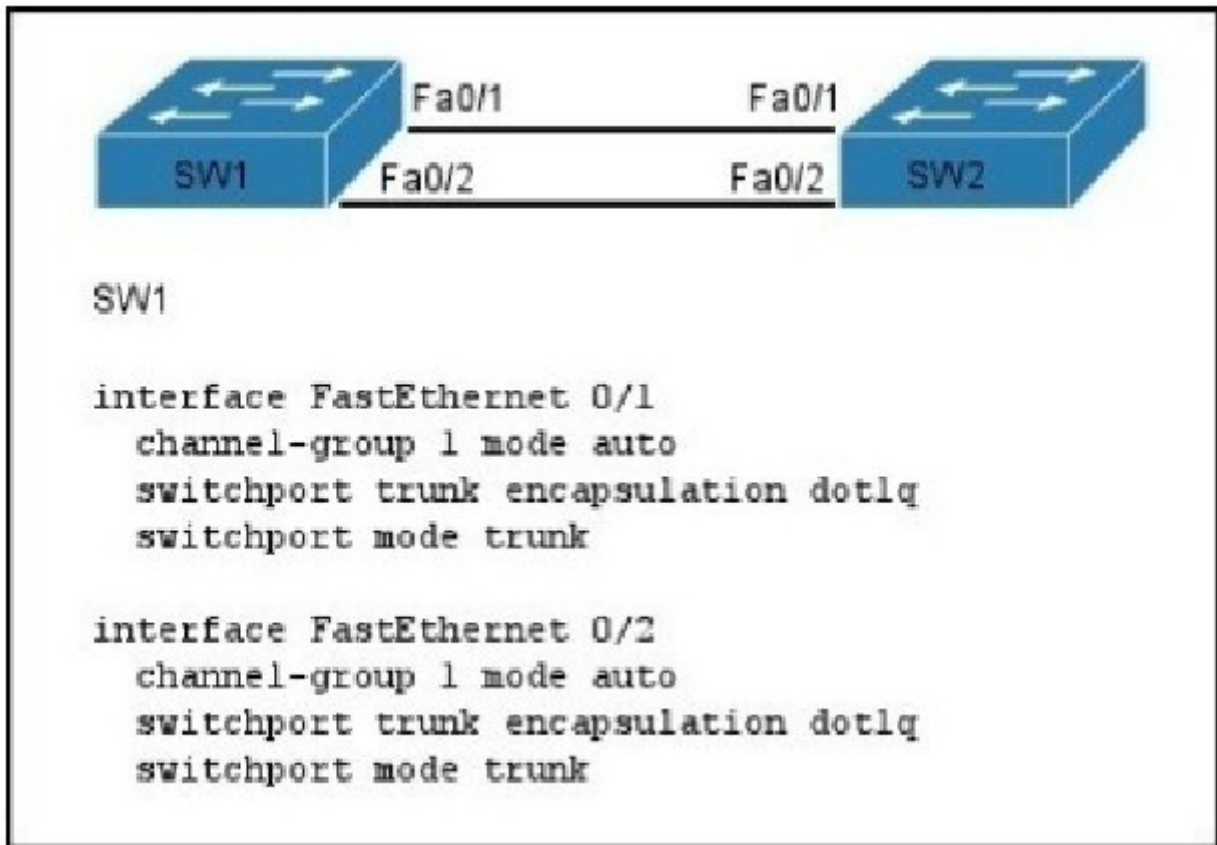 Fa0/1 Fa0/1
SW1 Fa0/2 Fa0/2 SW2
SW1
interface FastEthernet 0/1
channel-group 1 mode auto
switchport trunk encapsulation dot1q
switchport mode trunk
interface FastEthernet 0/2
channel-group 1 mode auto
switchport trunk encapsulation dot1q
switchport mode trunk